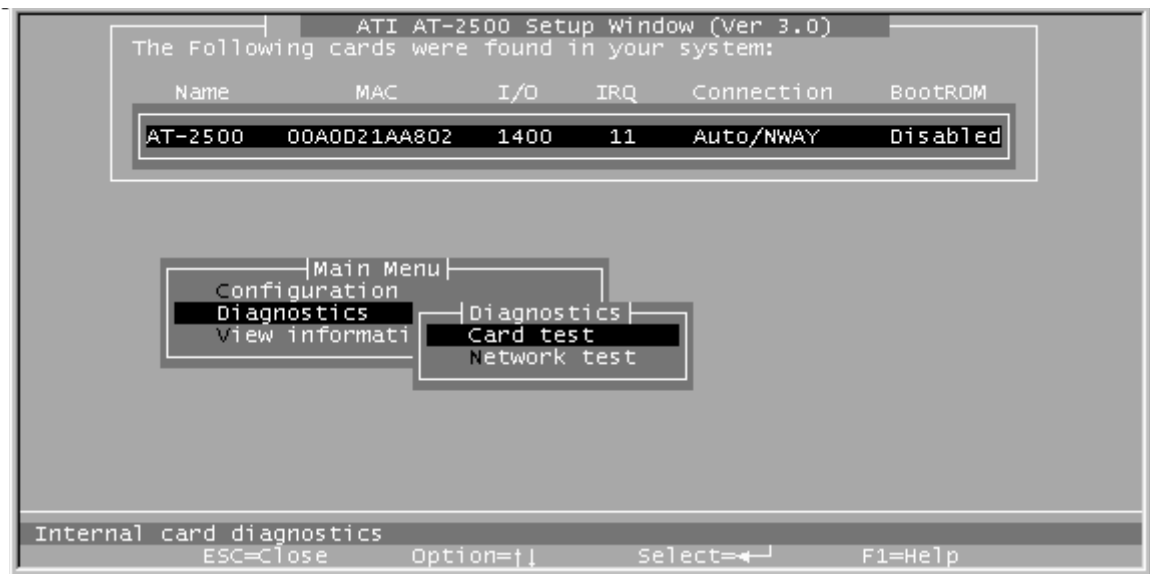 ATI AT-2500 Setup Window (Ver 3.0)
The Following cards were found in your system:
Name MAC I/O IRQ Connection BootROM
AT-2500 00A0D21AA802 1400 11 Auto/NWAY Disabled
Main Menu
Configuration
Diagnostics
View informati
Diagnostics
Card test
Network test
Internal card diagnostics
ESC=Close Option=↑↓ Select=◄┘ F1=Help